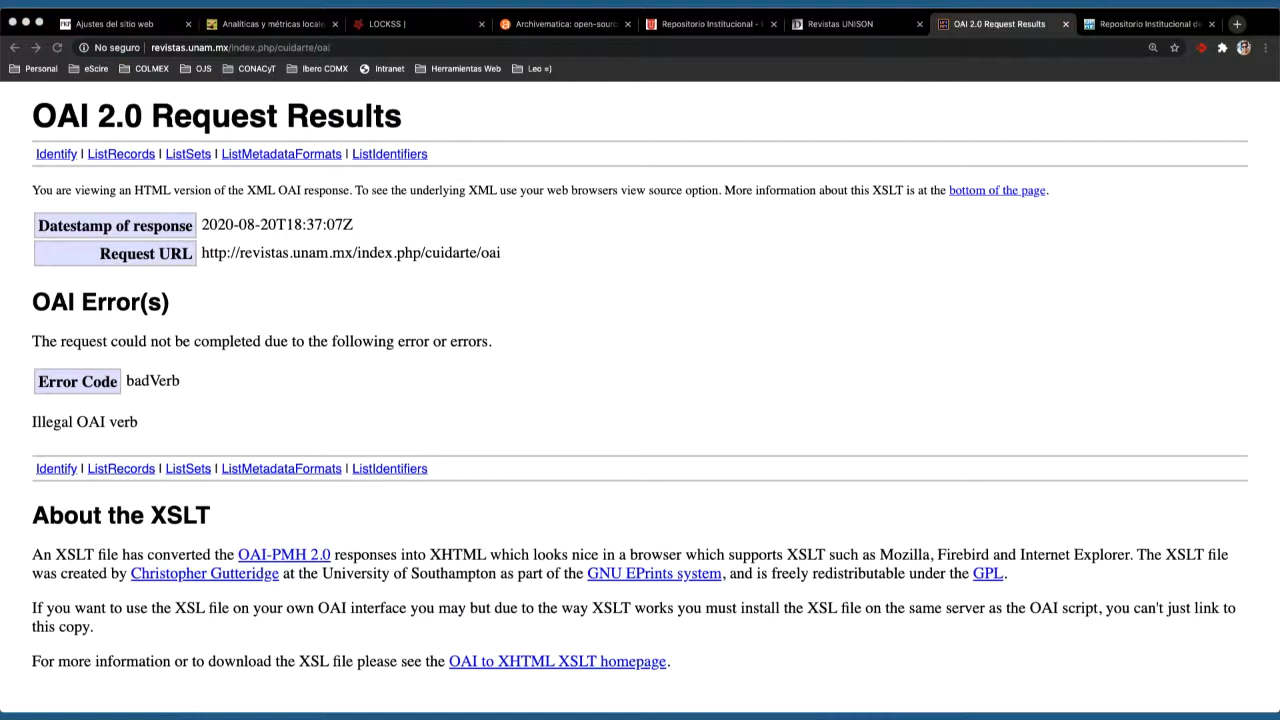 Ajustes del sitio web
Analíticas y métricas locale
LOCKSS |
Archivematica: open-sourc
Repositorio Institucional -
Revistas UNISON
OAI 2.0 Request Results
Repositorio Institucional de
No seguro | revistas.unam.mx/index.php/cuidarte/oai
Personal eScire COLMEX OJS CONACyT Ibero CDMX Intranet Herramientas Web Leo =)
OAI 2.0 Request Results
Identify | ListRecords | ListSets | ListMetadataFormats | ListIdentifiers
You are viewing an HTML version of the XML OAI response. To see the underlying XML use your web browsers view source option. More information about this XSLT is at the bottom of the page.
Datestamp of response 2020-08-20T18:37:07Z
Request URL http://revistas.unam.mx/index.php/cuidarte/oai
OAI Error(s)
The request could not be completed due to the following error or errors.
Error Code badVerb
Illegal OAI verb
Identify | ListRecords | ListSets | ListMetadataFormats | ListIdentifiers
About the XSLT
An XSLT file has converted the OAI-PMH 2.0 responses into XHTML which looks nice in a browser which supports XSLT such as Mozilla, Firebird and Internet Explorer. The XSLT file
was created by Christopher Gutteridge at the University of Southampton as part of the GNU EPrints system, and is freely redistributable under the GPL.
If you want to use the XSL file on your own OAI interface you may but due to the way XSLT works you must install the XSL file on the same server as the OAI script, you can't just link to
this copy.
For more information or to download the XSL file please see the OAI to XHTML XSLT homepage.